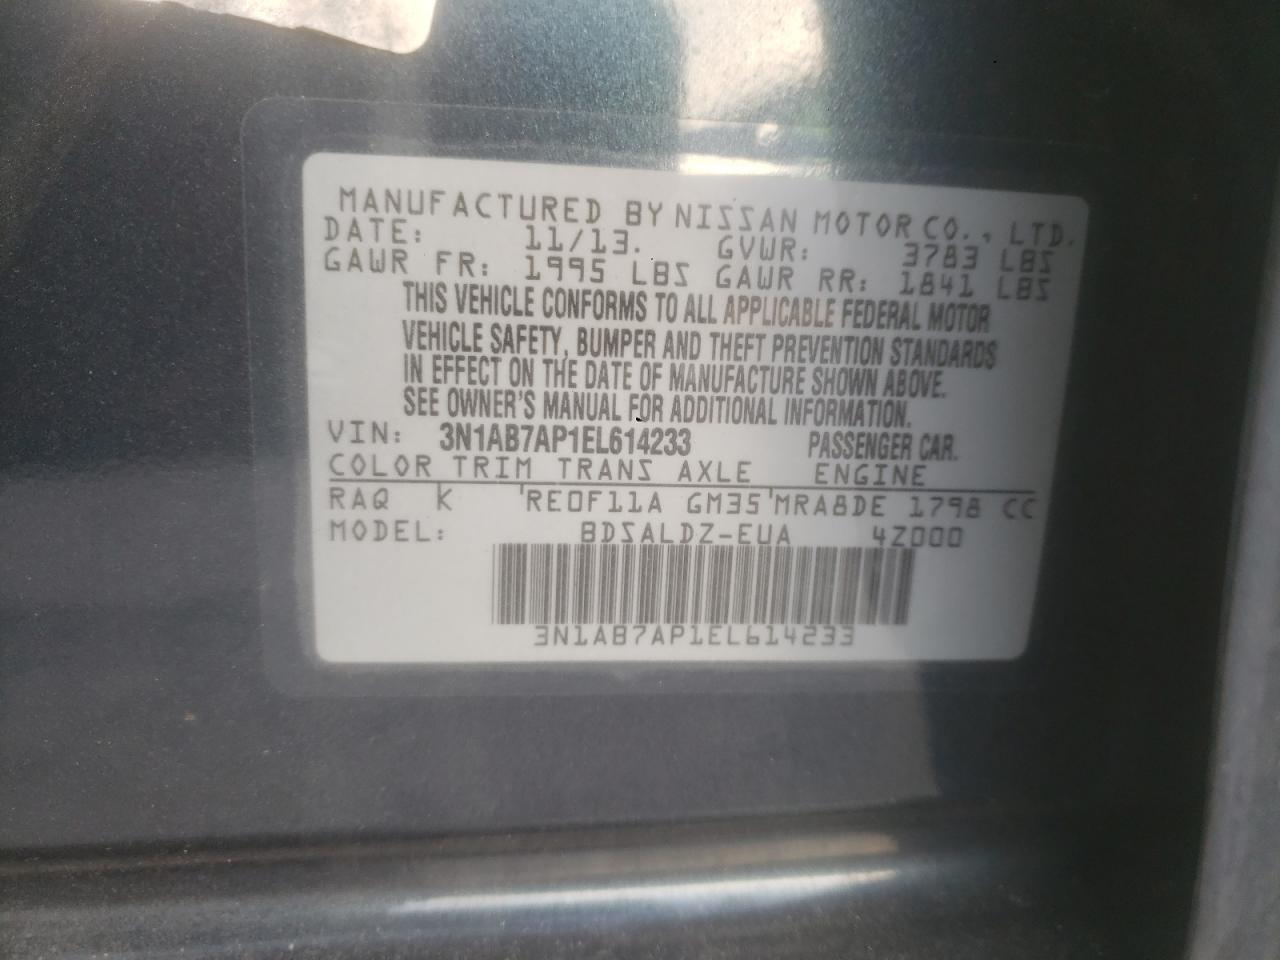 MANUFACTURED BY NISSAN MOTOR CO., LTD.
DATE: 11/13. GVWR: 3783 LBS
GAWR FR: 1995 LBS GAWR RR: 1841 LBS
THIS VEHICLE CONFORMS TO ALL APPLICABLE FEDERAL MOTOR
VEHICLE SAFETY, BUMPER AND THEFT PREVENTION STANDARDS
IN EFFECT ON THE DATE OF MANUFACTURE SHOWN ABOVE.
SEE OWNER'S MANUAL FOR ADDITIONAL INFORMATION.
VIN: 3N1AB7AP1EL614233 PASSENGER CAR.
COLOR TRIM TRANS AXLE ENGINE
RAQ K RE0F11A GM35 MRA8DE 1798 CC
MODEL: BDSALDZ-EUA 4Z000
3N1AB7AP1EL614233